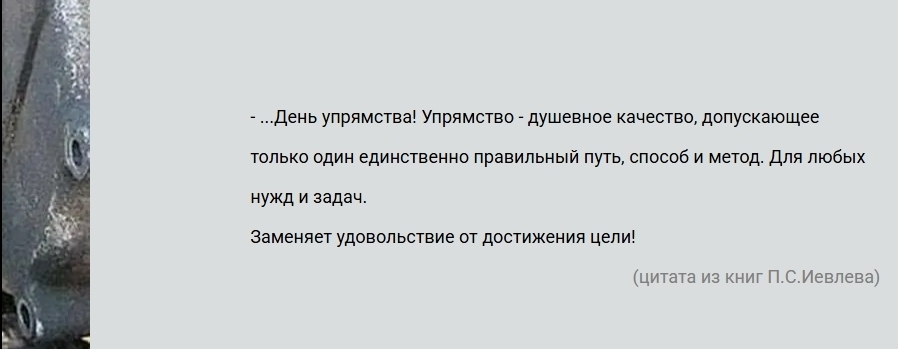 - ...День упрямства! Упрямство - душевное качество, допускающее
только один единственно правильный путь, способ и метод. Для любых
нужд и задач.
Заменяет удовольствие от достижения цели!
(цитата из книг П.С.Иевлева)